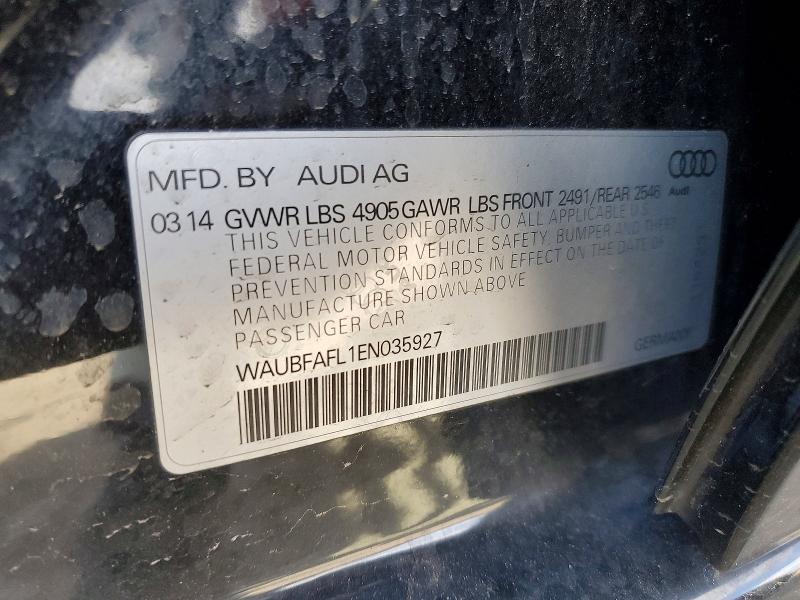 MFD. BY AUDI AG
Audi
03 14 GVWR LBS 4905 GAWR LBS FRONT 2491/REAR 2546
THIS VEHICLE CONFORMS TO ALL APPLICABLE U.S.
FEDERAL MOTOR VEHICLE SAFETY, BUMPER AND THEFT
PREVENTION STANDARDS IN EFFECT ON THE DATE OF
MANUFACTURE SHOWN ABOVE
PASSENGER CAR
WAUBFAFL1EN035927
GERMANY